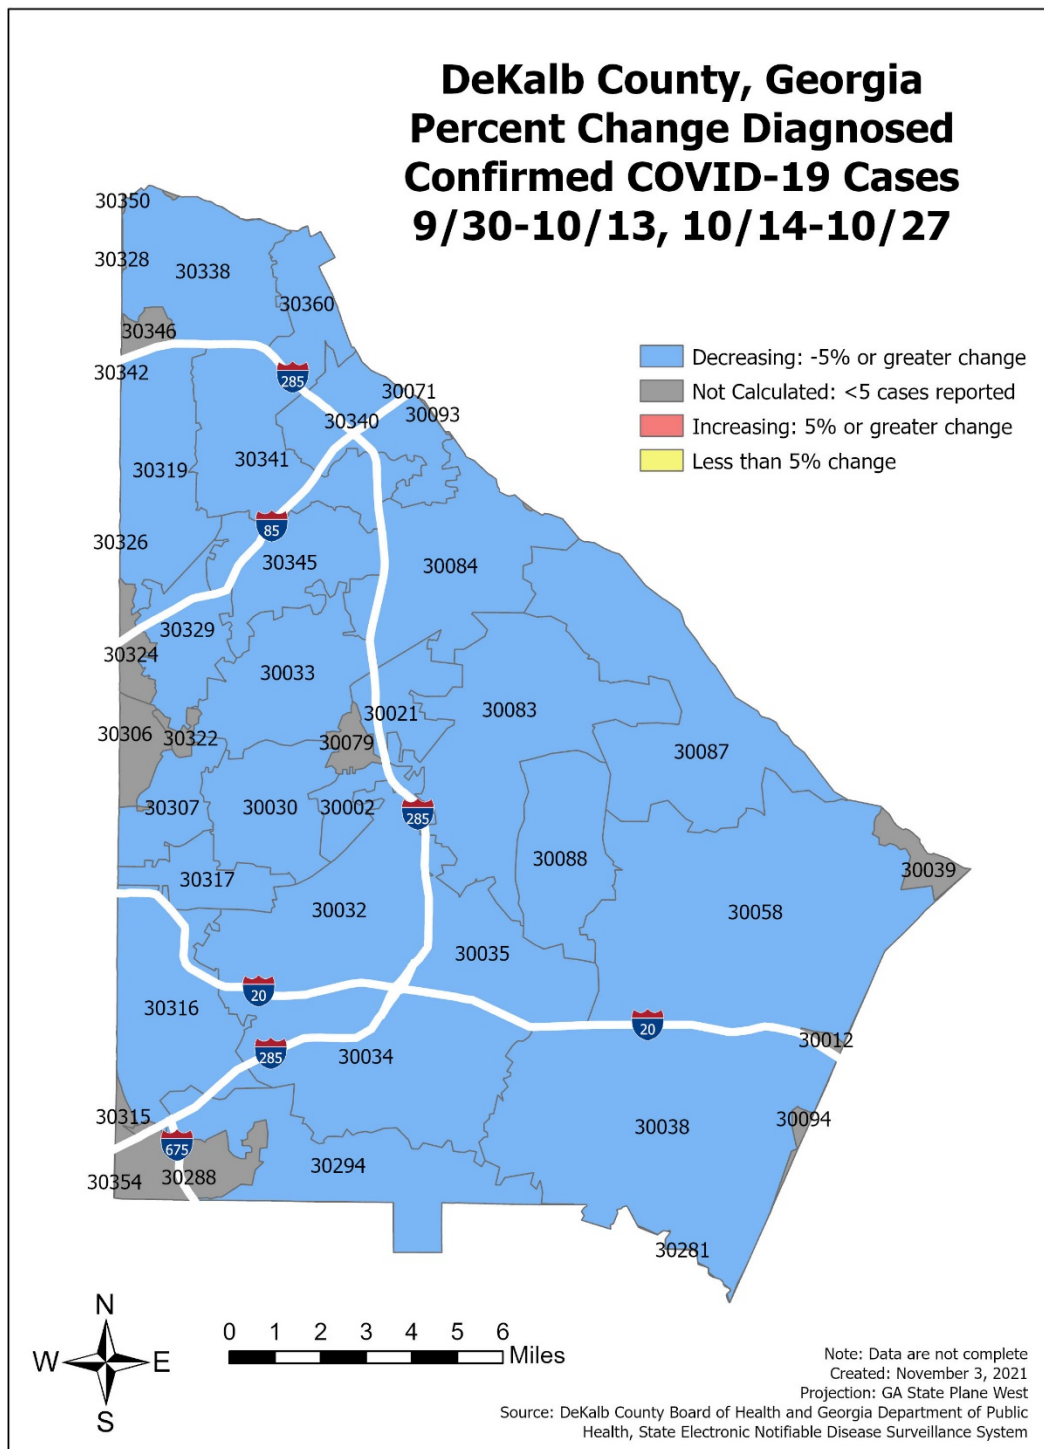 DeKalb County, Georgia
Percent Change Diagnosed
Confirmed COVID-19 Cases
9/30-10/13, 10/14-10/27
30350
30328
30338
30360
30346
30342
285
Decreasing: -5% or greater change
Not Calculated: <5 cases reported
Increasing: 5% or greater change
Less than 5% change
30071
30093
30340
30341
30319
85
30326
30345
30084
30329
30324
30033
30021
30083
30306
30322
30079
30087
30307
30030
30002
285
30088
30039
30317
30032
30058
30035
20
30316
20
30012
285
30034
30315
30094
30038
675
30354
30288
30294
30281
N
W
E
S
0 1 2 3 4 5 6
Miles
Note: Data are not complete
Created: November 3, 2021
Projection: GA State Plane West
Source: DeKalb County Board of Health and Georgia Department of Public
Health, State Electronic Notifiable Disease Surveillance System